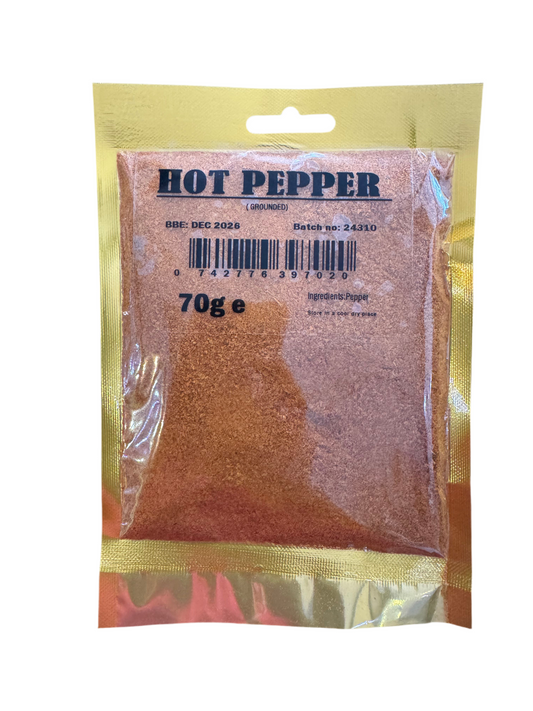 HOT PEPPER
( GROUNDED)
BBE: DEC 2026 Batch no: 24310
0 742776 397020
70g e Ingredients:Pepper
Store in a cool dry place